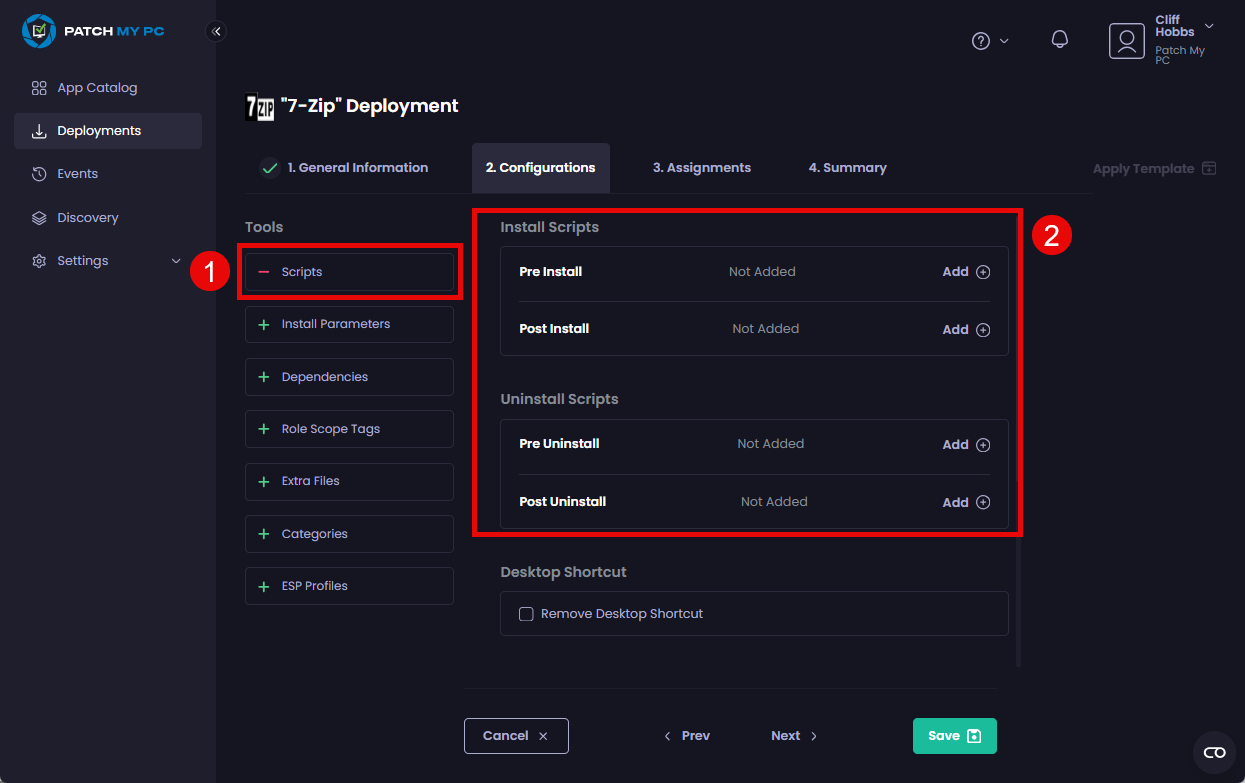 PATCH MY PC
Cliff
Hobbs
Patch My
PC
App Catalog
Deployments
Events
Discovery
Settings
7ZIP "7-Zip" Deployment
1. General Information
2. Configurations
3. Assignments
4. Summary
Apply Template
Tools
1
Scripts
Install Parameters
Dependencies
Role Scope Tags
Extra Files
Categories
ESP Profiles
2
Install Scripts
Pre Install Not Added Add
Post Install Not Added Add
Uninstall Scripts
Pre Uninstall Not Added Add
Post Uninstall Not Added Add
Desktop Shortcut
Remove Desktop Shortcut
Cancel
Prev
Next
Save